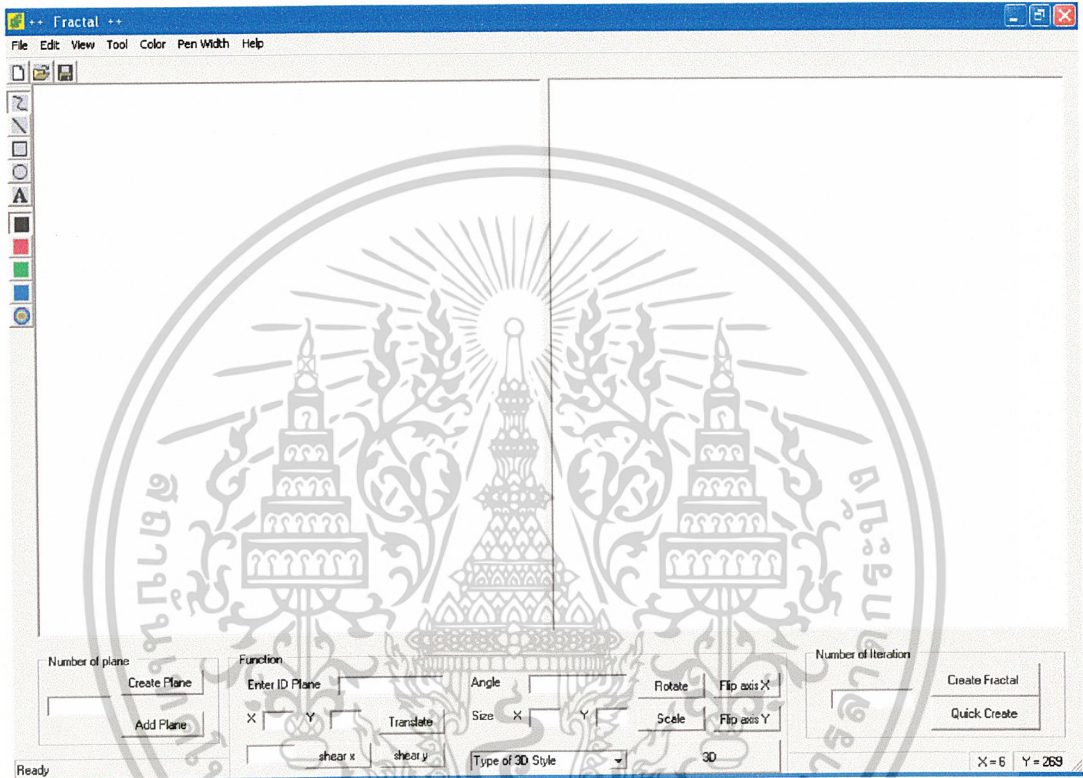 ++ Fractal ++
File Edit View Tool Color Pen Width Help
A
Number of plane
Create Plane
Add Plane
Function
Enter ID Plane
X Y Translate
shear x shear y
Angle
Size X Y
Type of 3D Style
Rotate Flip axis X
Scale Flip axis Y
3D
Number of Iteration
Create Fractal
Quick Create
Ready
X = 6 Y = 269